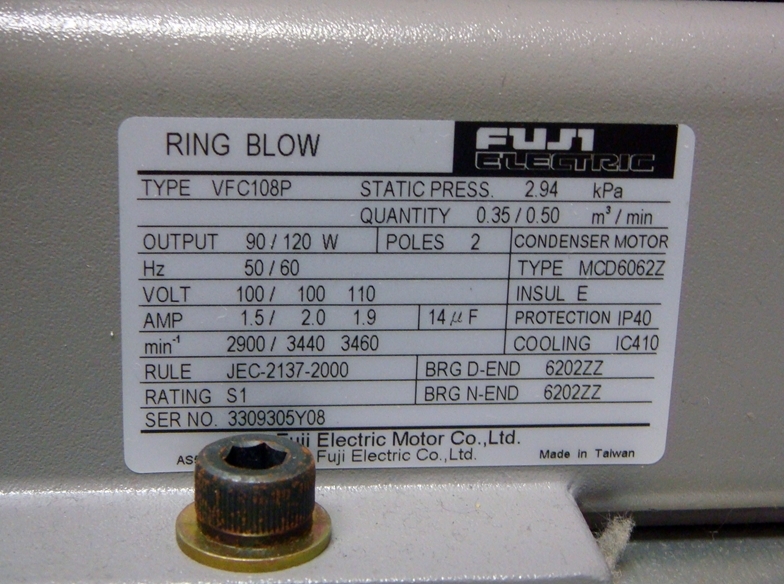 RING BLOW FUJI ELECTRIC
TYPE VFC108P STATIC PRESS. 2.94 kPa
QUANTITY 0.35 / 0.50 m³ / min
OUTPUT 90 / 120 W POLES 2 CONDENSER MOTOR
Hz 50 / 60 TYPE MCD6062Z
VOLT 100 / 100 110 INSUL E
AMP 1.5 / 2.0 1.9 14 μF PROTECTION IP40
min⁻¹ 2900 / 3440 3460 COOLING IC410
RULE JEC-2137-2000 BRG D-END 6202ZZ
RATING S1 BRG N-END 6202ZZ
SER NO. 3309305Y08
Fuji Electric Motor Co.,Ltd.
Fuji Electric Co.,Ltd. Made in Taiwan